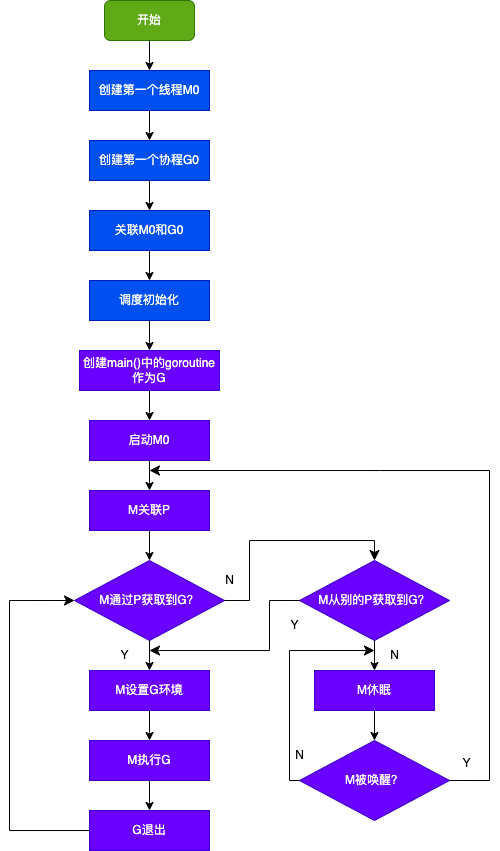 开始
创建第一个线程M0
创建第一个协程G0
关联M0和G0
调度初始化
创建main()中的goroutine
作为G
启动M0
M关联P
M通过P获取到G?
N
M从别的P获取到G?
Y
Y
N
M设置G环境
M休眠
M执行G
N
M被唤醒?
Y
G退出